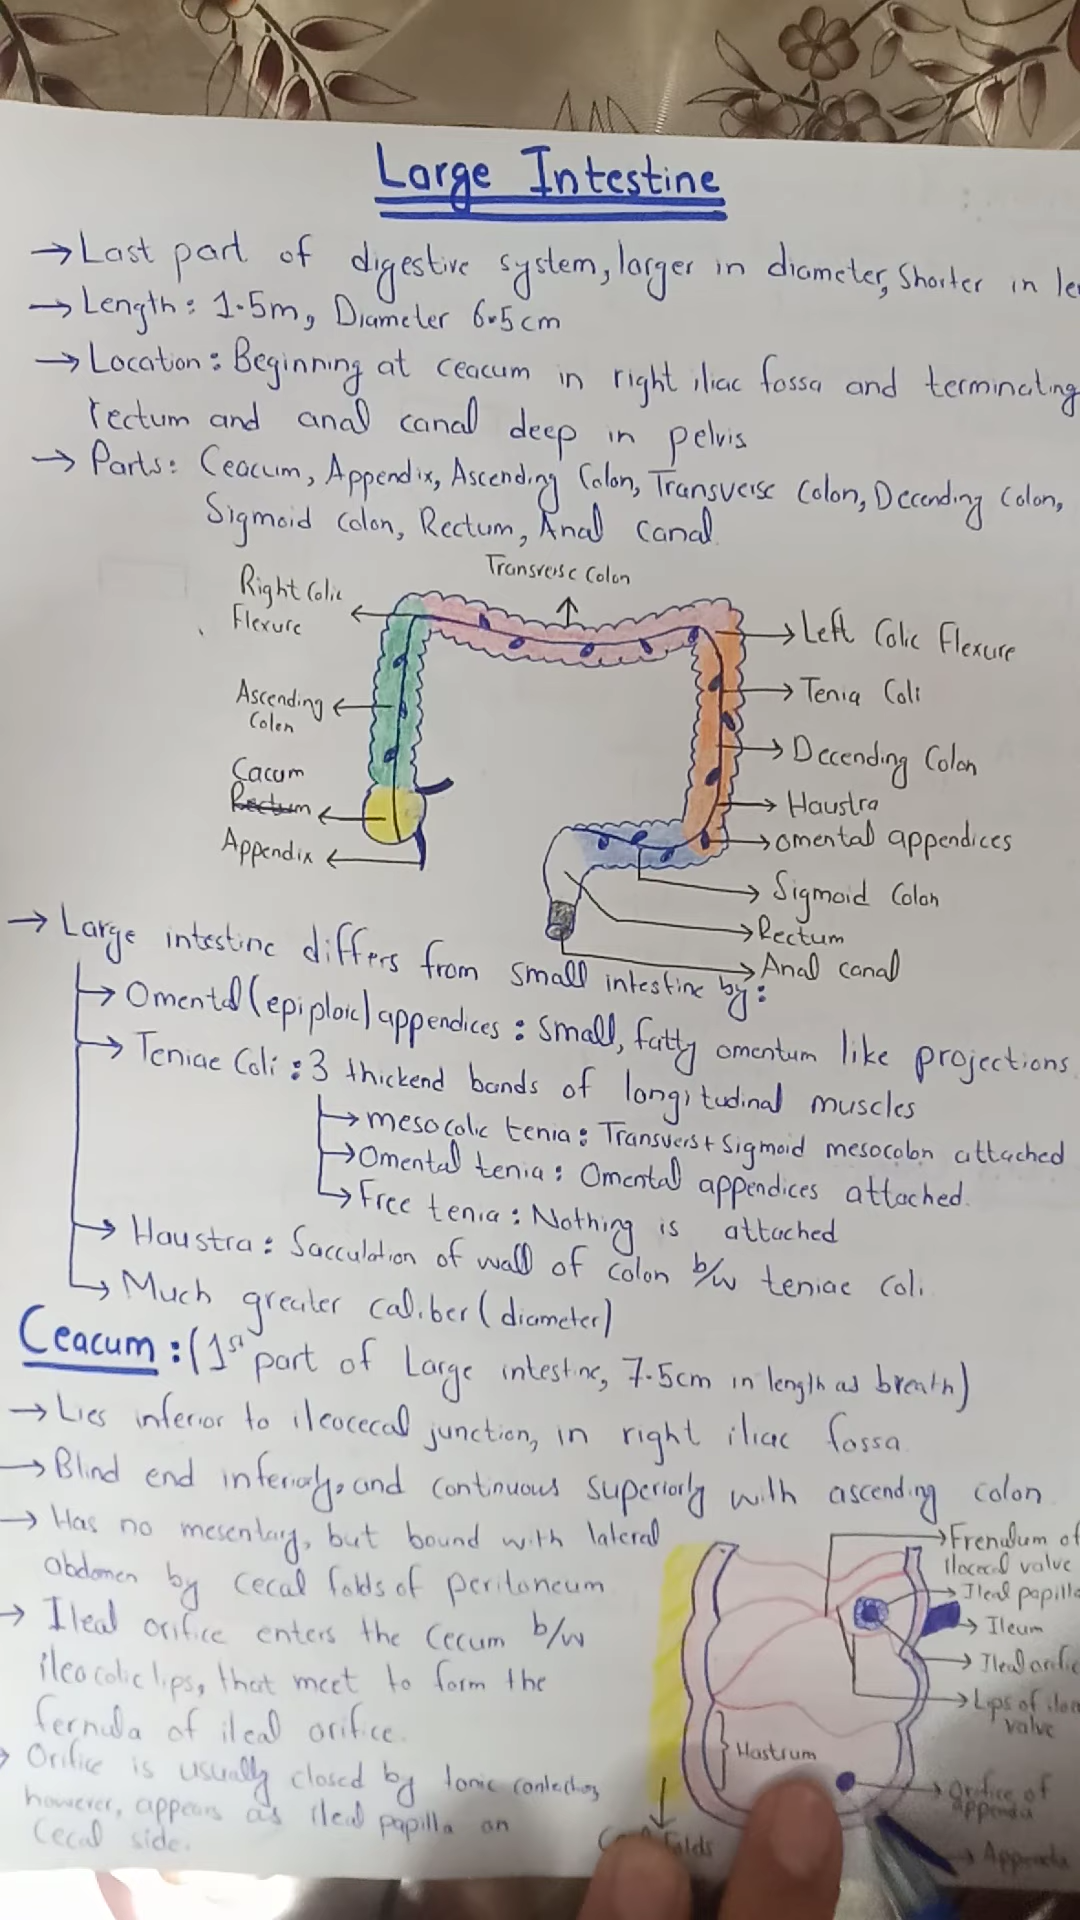 Large Intestine
→ Last part of digestive system, larger in diameter, Shorter in le
→ Length: 1.5m, Diameter 6.5cm
→ Location: Beginning at ceacum in right iliac fossa and terminating
rectum and anal canal deep in pelvis
→ Parts: Ceacum, Appendix, Ascending Colon, Transverse Colon, Decending Colon,
Sigmoid Colon, Rectum, Anal canal
Transverse Colon
Right Colic
Flexure
Left Colic Flexure
Ascending
Colon
Tenia Coli
Decending Colon
Cacum
Rectum
Haustra
Appendix
omental appendices
Sigmoid Colon
Rectum
Anal canal
→ Large intestine differs from small intestine by:
→ Omental (epiploic) appendices: Small, fatty omentum like projections
→ Teniae Coli: 3 thickend bands of longitudinal muscles
→ mesocolic tenia: Transvers + Sigmoid mesocolon attached
→ Omental tenia: Omental appendices attached.
→ Free tenia: Nothing is attached
→ Haustra: Sacculation of wall of colon b/w teniae coli
→ Much greater caliber (diameter)
Ceacum: (1st part of Large intestine, 7.5cm in length as breath)
→ Lies inferior to ileocecal junction, in right iliac fossa
→ Blind end inferiorly, and continuous superiorly with ascending colon
→ Has no mesentary, but bound with lateral
abdomen by cecal folds of peritoneum
→ Ileal orifice enters the Cecum b/w
ileocolic lips, that meet to form the
fernula of ileal orifice.
→ Orifice is usually closed by tonic
however, appears as ileal papilla on
Cecal side.
Frenulum of
Ilococal valve
Ileal papilla
Ileum
Ileal orific
Lips of
valve
Hastrum
Orifice of
folds